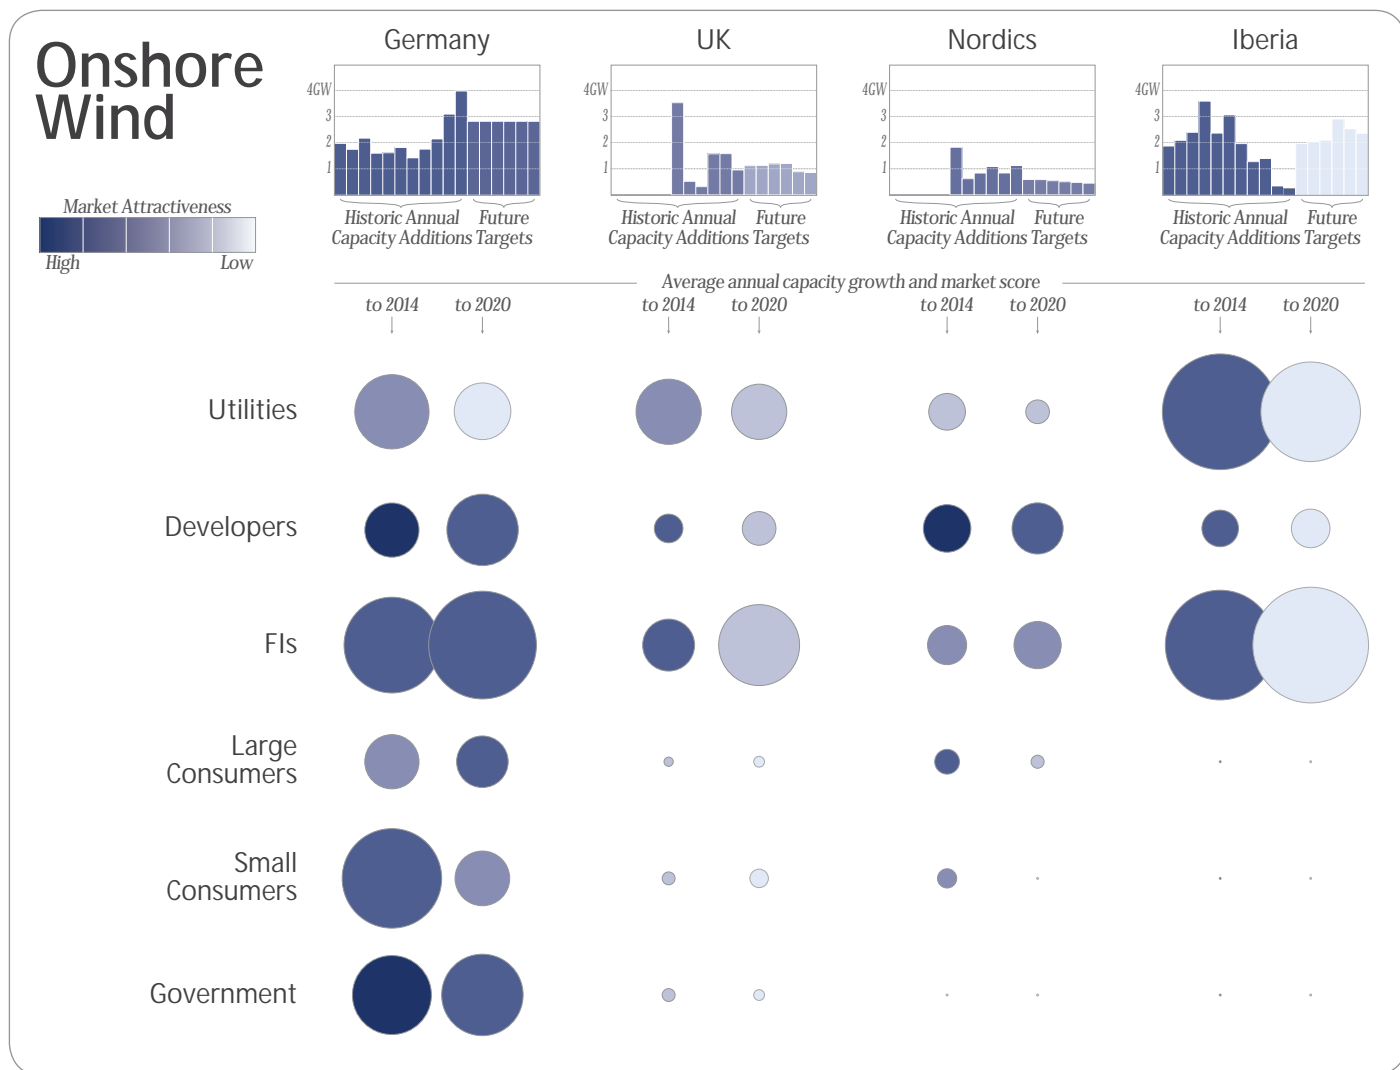 Onshore
Wind
Market Attractiveness
High Low
Germany
4GW
3
2
1
Historic Annual Future
Capacity Additions Targets
UK
4GW
3
2
1
Historic Annual Future
Capacity Additions Targets
Nordics
4GW
3
2
1
Historic Annual Future
Capacity Additions Targets
Iberia
4GW
3
2
1
Historic Annual Future
Capacity Additions Targets
Average annual capacity growth and market score
to 2014 to 2020 to 2014 to 2020 to 2014 to 2020 to 2014 to 2020
Utilities
Developers
FIs
Large
Consumers
Small
Consumers
Government